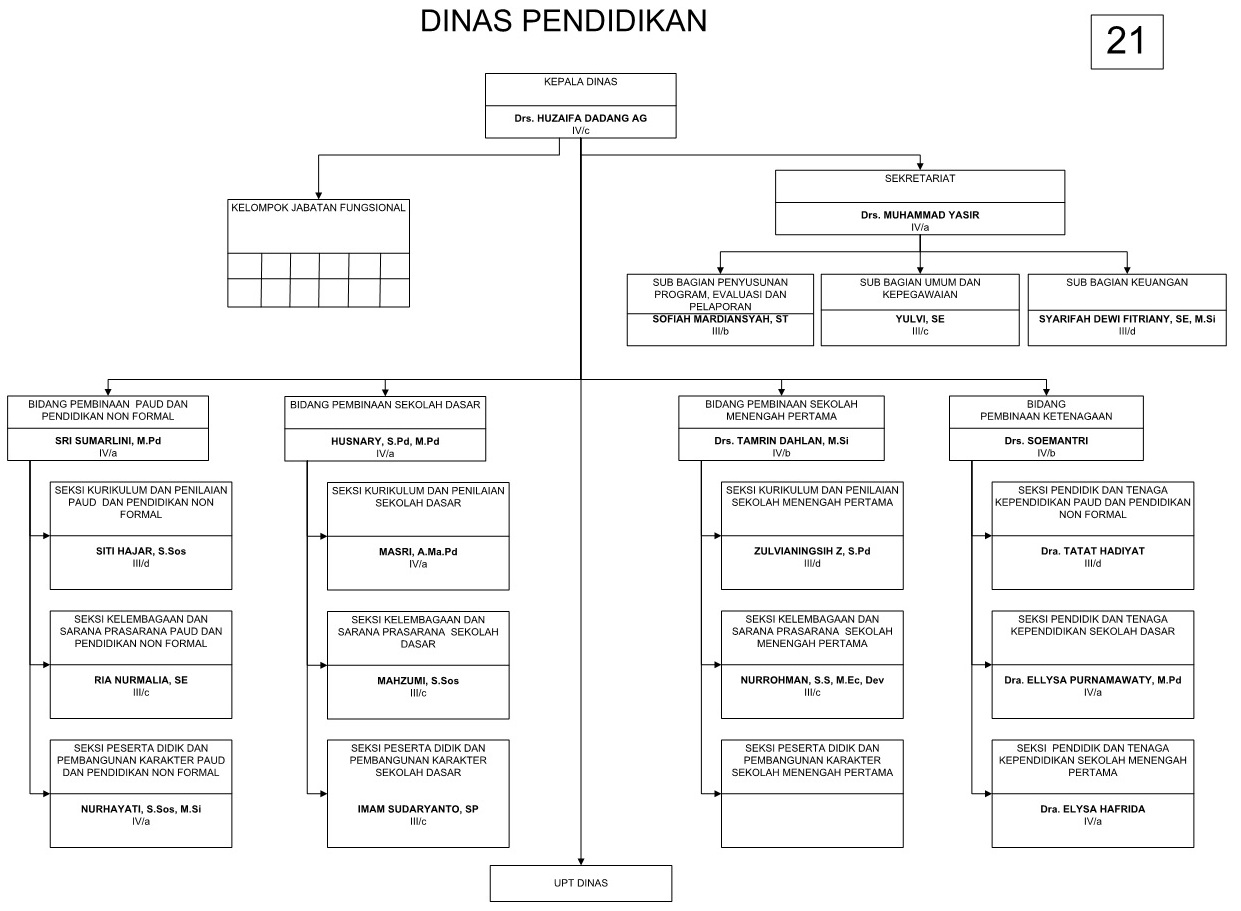 DINAS PENDIDIKAN
21
KEPALA DINAS
Drs. HUZAIFA DADANG AG
IV/c
SEKRETARIAT
Drs. MUHAMMAD YASIR
IV/a
KELOMPOK JABATAN FUNGSIONAL
SUB BAGIAN PENYUSUNAN
PROGRAM, EVALUASI DAN
PELAPORAN
SOFIAH MARDIANSYAH, ST
III/b
SUB BAGIAN UMUM DAN
KEPEGAWAIAN
YULVI, SE
III/c
SUB BAGIAN KEUANGAN
SYARIFAH DEWI FITRIANY, SE, M.Si
III/d
BIDANG PEMBINAAN PAUD DAN
PENDIDIKAN NON FORMAL
SRI SUMARLINI, M.Pd
IV/a
SEKSI KURIKULUM DAN PENILAIAN
PAUD DAN PENDIDIKAN NON
FORMAL
SITI HAJAR, S.Sos
III/d
SEKSI KELEMBAGAAN DAN
SARANA PRASARANA PAUD DAN
PENDIDIKAN NON FORMAL
RIA NURMALIA, SE
III/c
SEKSI PESERTA DIDIK DAN
PEMBANGUNAN KARAKTER PAUD
DAN PENDIDIKAN NON FORMAL
NURHAYATI, S.Sos, M.Si
IV/a
BIDANG PEMBINAAN SEKOLAH DASAR
HUSNARY, S.Pd, M.Pd
IV/a
SEKSI KURIKULUM DAN PENILAIAN
SEKOLAH DASAR
MASRI, A.Ma.Pd
IV/a
SEKSI KELEMBAGAAN DAN
SARANA PRASARANA SEKOLAH
DASAR
MAHZUMI, S.Sos
III/c
SEKSI PESERTA DIDIK DAN
PEMBANGUNAN KARAKTER
SEKOLAH DASAR
IMAM SUDARYANTO, SP
III/c
BIDANG PEMBINAAN SEKOLAH
MENENGAH PERTAMA
Drs. TAMRIN DAHLAN, M.Si
IV/b
SEKSI KURIKULUM DAN PENILAIAN
SEKOLAH MENENGAH PERTAMA
ZULVIANINGSIH Z, S.Pd
III/d
SEKSI KELEMBAGAAN DAN
SARANA PRASARANA SEKOLAH
MENENGAH PERTAMA
NURROHMAN, S.S, M.Ec, Dev
III/c
SEKSI PESERTA DIDIK DAN
PEMBANGUNAN KARAKTER
SEKOLAH MENENGAH PERTAMA
BIDANG
PEMBINAAN KETENAGAAN
Drs. SOEMANTRI
IV/b
SEKSI PENDIDIK DAN TENAGA
KEPENDIDIKAN PAUD DAN PENDIDIKAN
NON FORMAL
Dra. TATAT HADIYAT
III/d
SEKSI PENDIDIK DAN TENAGA
KEPENDIDIKAN SEKOLAH DASAR
Dra. ELLYSA PURNAMAWATY, M.Pd
IV/a
SEKSI PENDIDIK DAN TENAGA
KEPENDIDIKAN SEKOLAH MENENGAH
PERTAMA
Dra. ELYSA HAFRIDA
IV/a
UPT DINAS